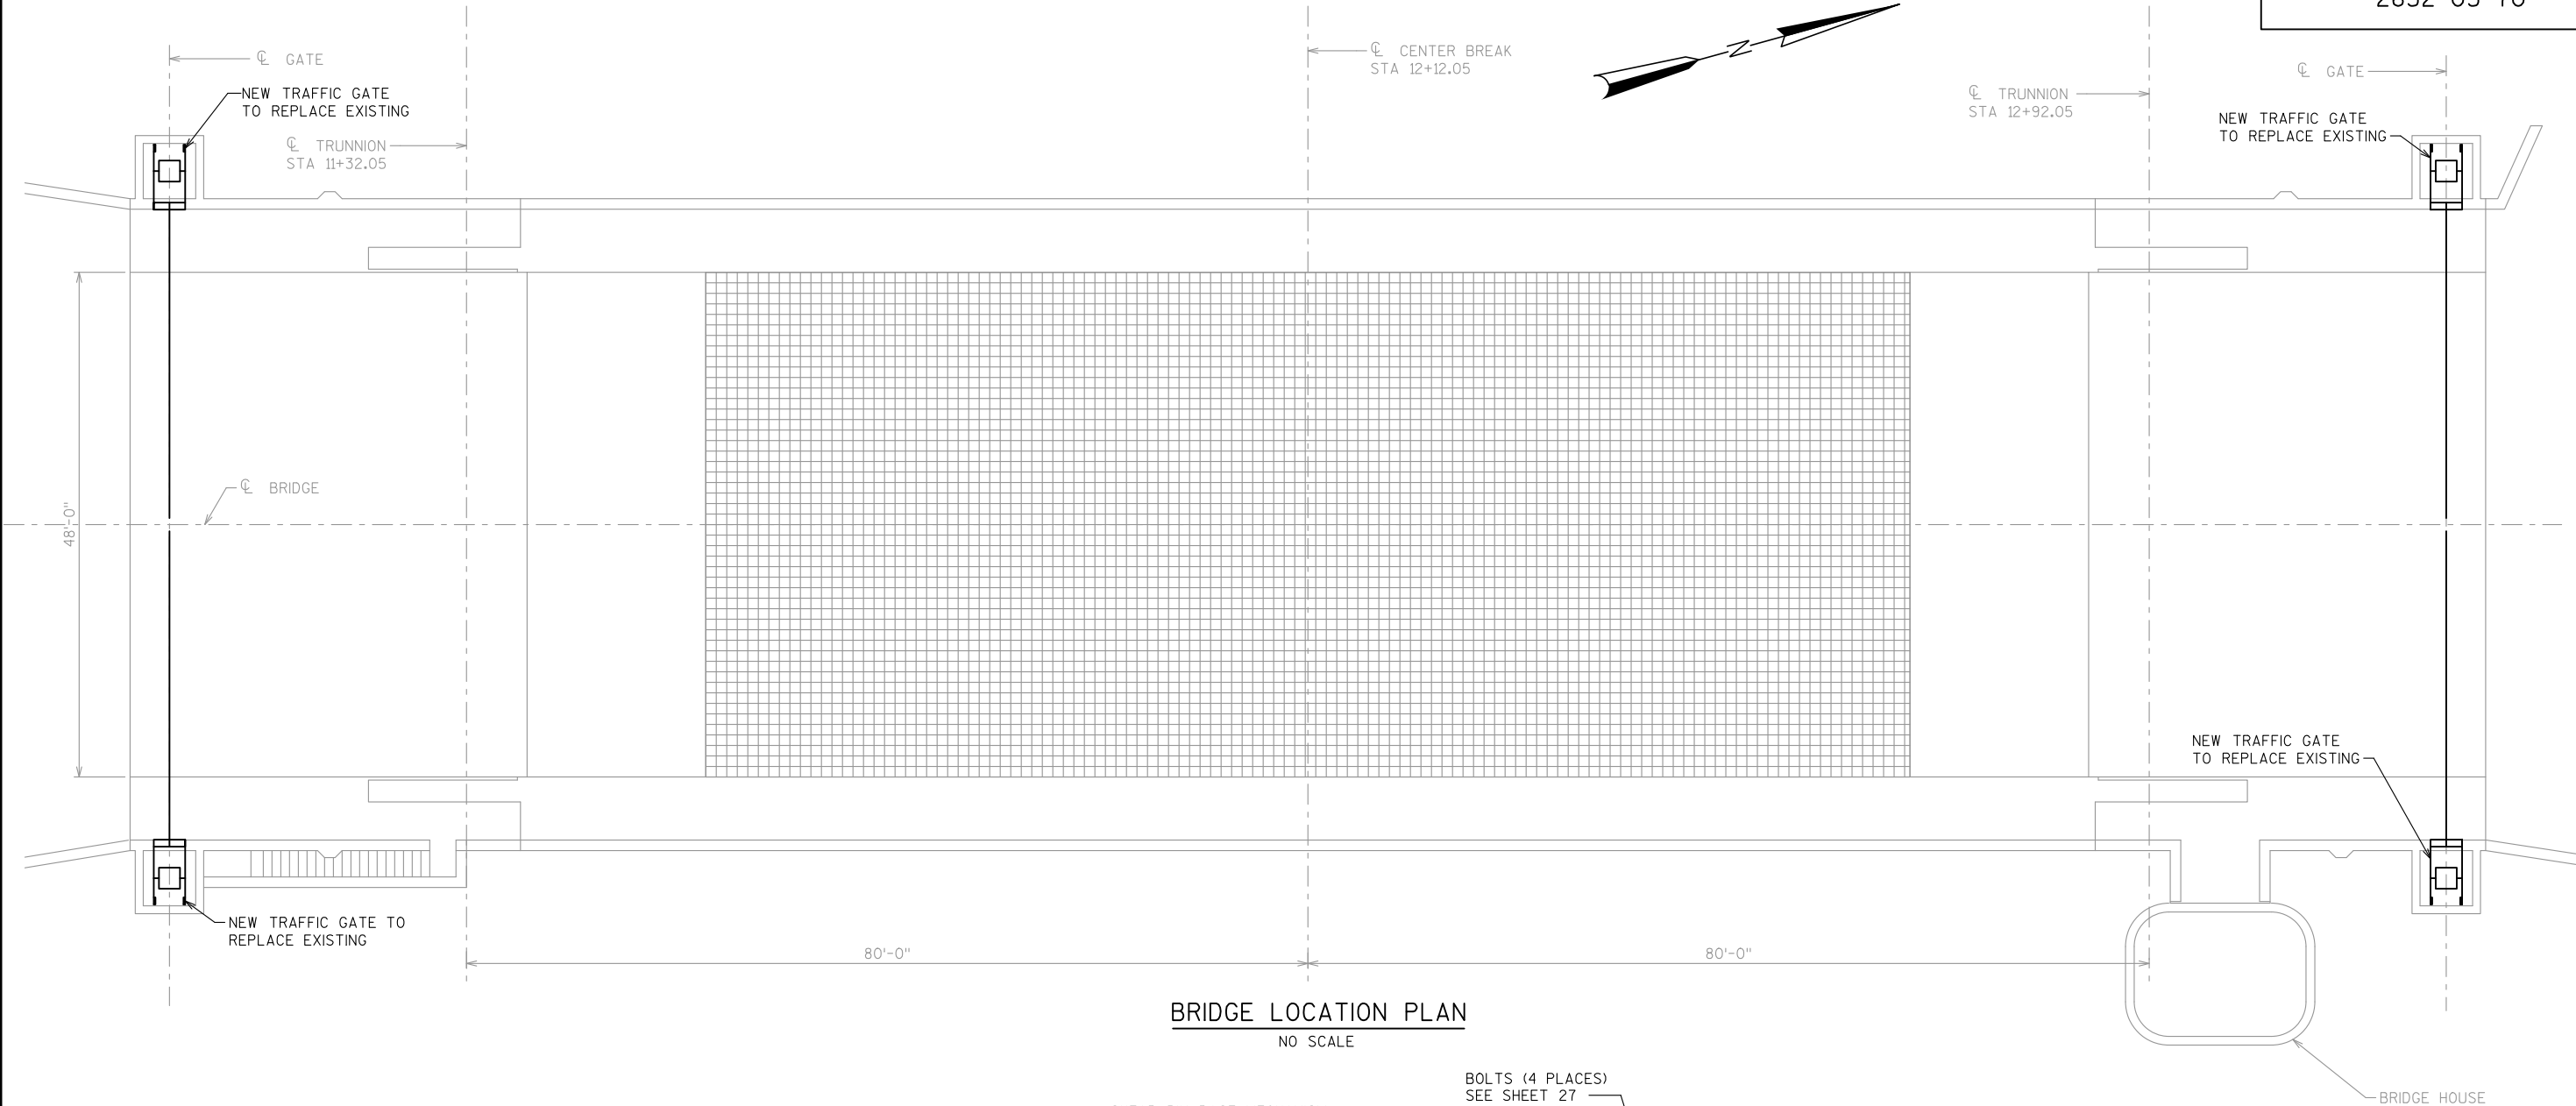 ℄ GATE
NEW TRAFFIC GATE
TO REPLACE EXISTING
℄ TRUNNION
STA 11+32.05
℄ CENTER BREAK
STA 12+12.05
N
℄ TRUNNION
STA 12+92.05
℄ GATE
NEW TRAFFIC GATE
TO REPLACE EXISTING
℄ BRIDGE
48'-0"
NEW TRAFFIC GATE
TO REPLACE EXISTING
NEW TRAFFIC GATE TO
REPLACE EXISTING
80'-0"
80'-0"
BRIDGE LOCATION PLAN
NO SCALE
BOLTS (4 PLACES)
SEE SHEET 27
BRIDGE HOUSE